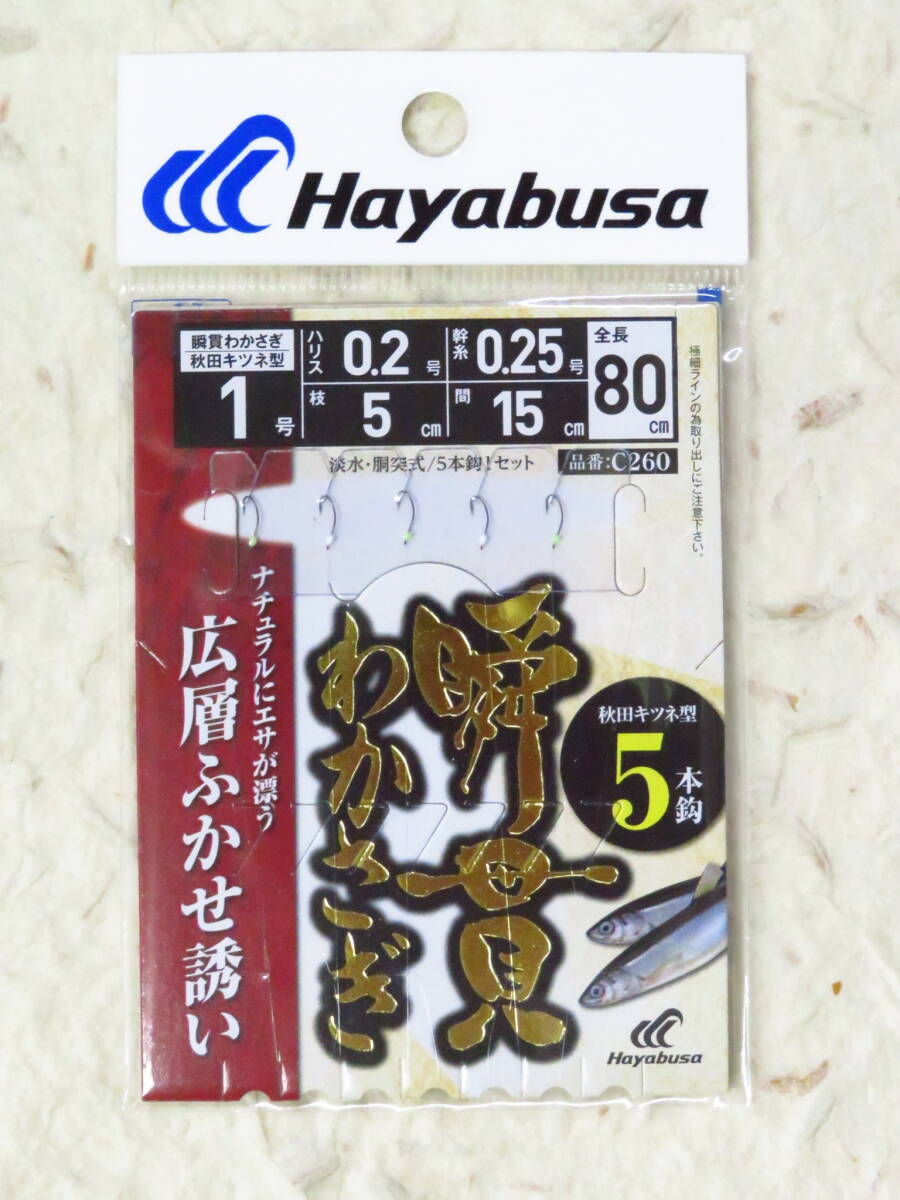 Hayabusa
瞬貫わかさぎ
秋田キツネ型
1号
ハリス 0.2号
幹糸 0.25号
枝 5cm
間 15cm
全長
80cm
淡水・胴突式/5本鈎1セット
品番:C260
極細ラインの為取り出しにご注意下さい。
ナチュラルにエサが漂う
広層ふかせ誘い
瞬貫
わかさぎ
秋田キツネ型
5本鈎
Hayabusa